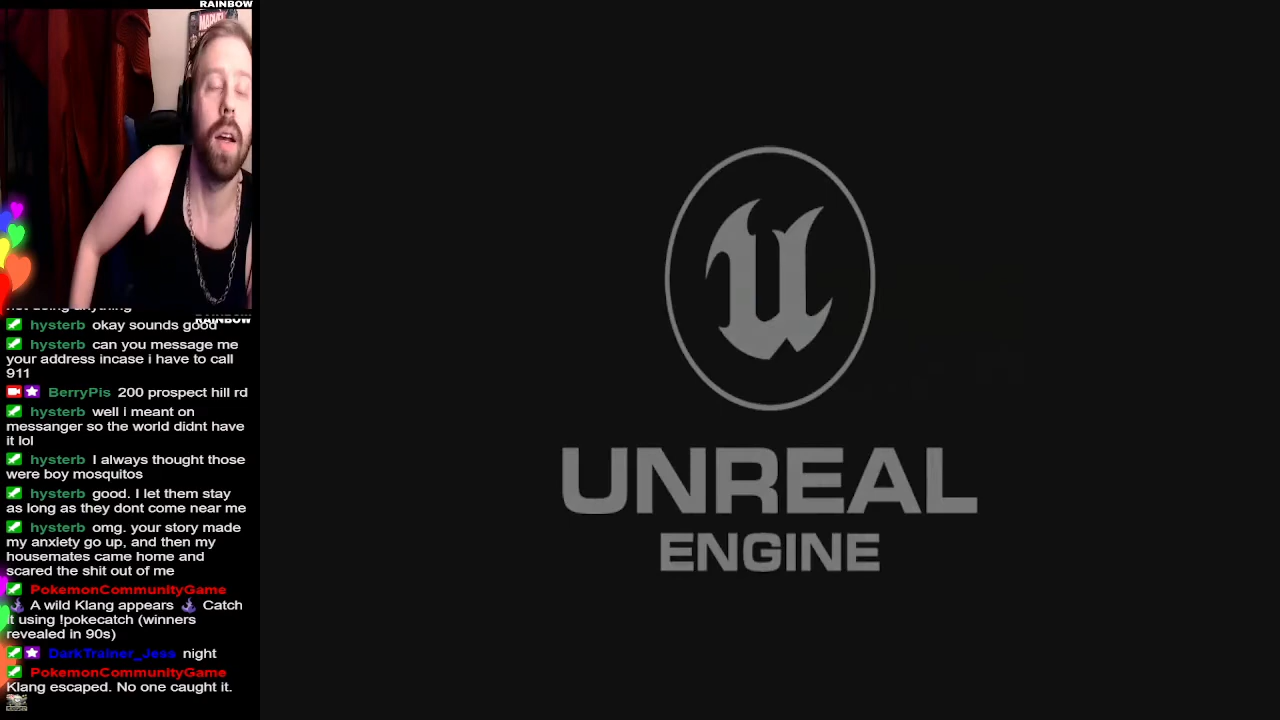 RAINBOW
MARVEL
not using anything
RAINBOW
hysterb okay sounds good
hysterb can you message me
your address incase i have to call
911
BerryPis 200 prospect hill rd
hysterb well i meant on
messanger so the world didnt have
it lol
hysterb I always thought those
were boy mosquitos
hysterb good. I let them stay
as long as they dont come near me
hysterb omg. your story made
my anxiety go up, and then my
housemates came home and
scared the shit out of me
PokemonCommunityGame
A wild Klang appears Catch
it using !pokecatch (winners
revealed in 90s)
DarkTrainer_Jess night
PokemonCommunityGame
Klang escaped. No one caught it.
UNREAL
ENGINE